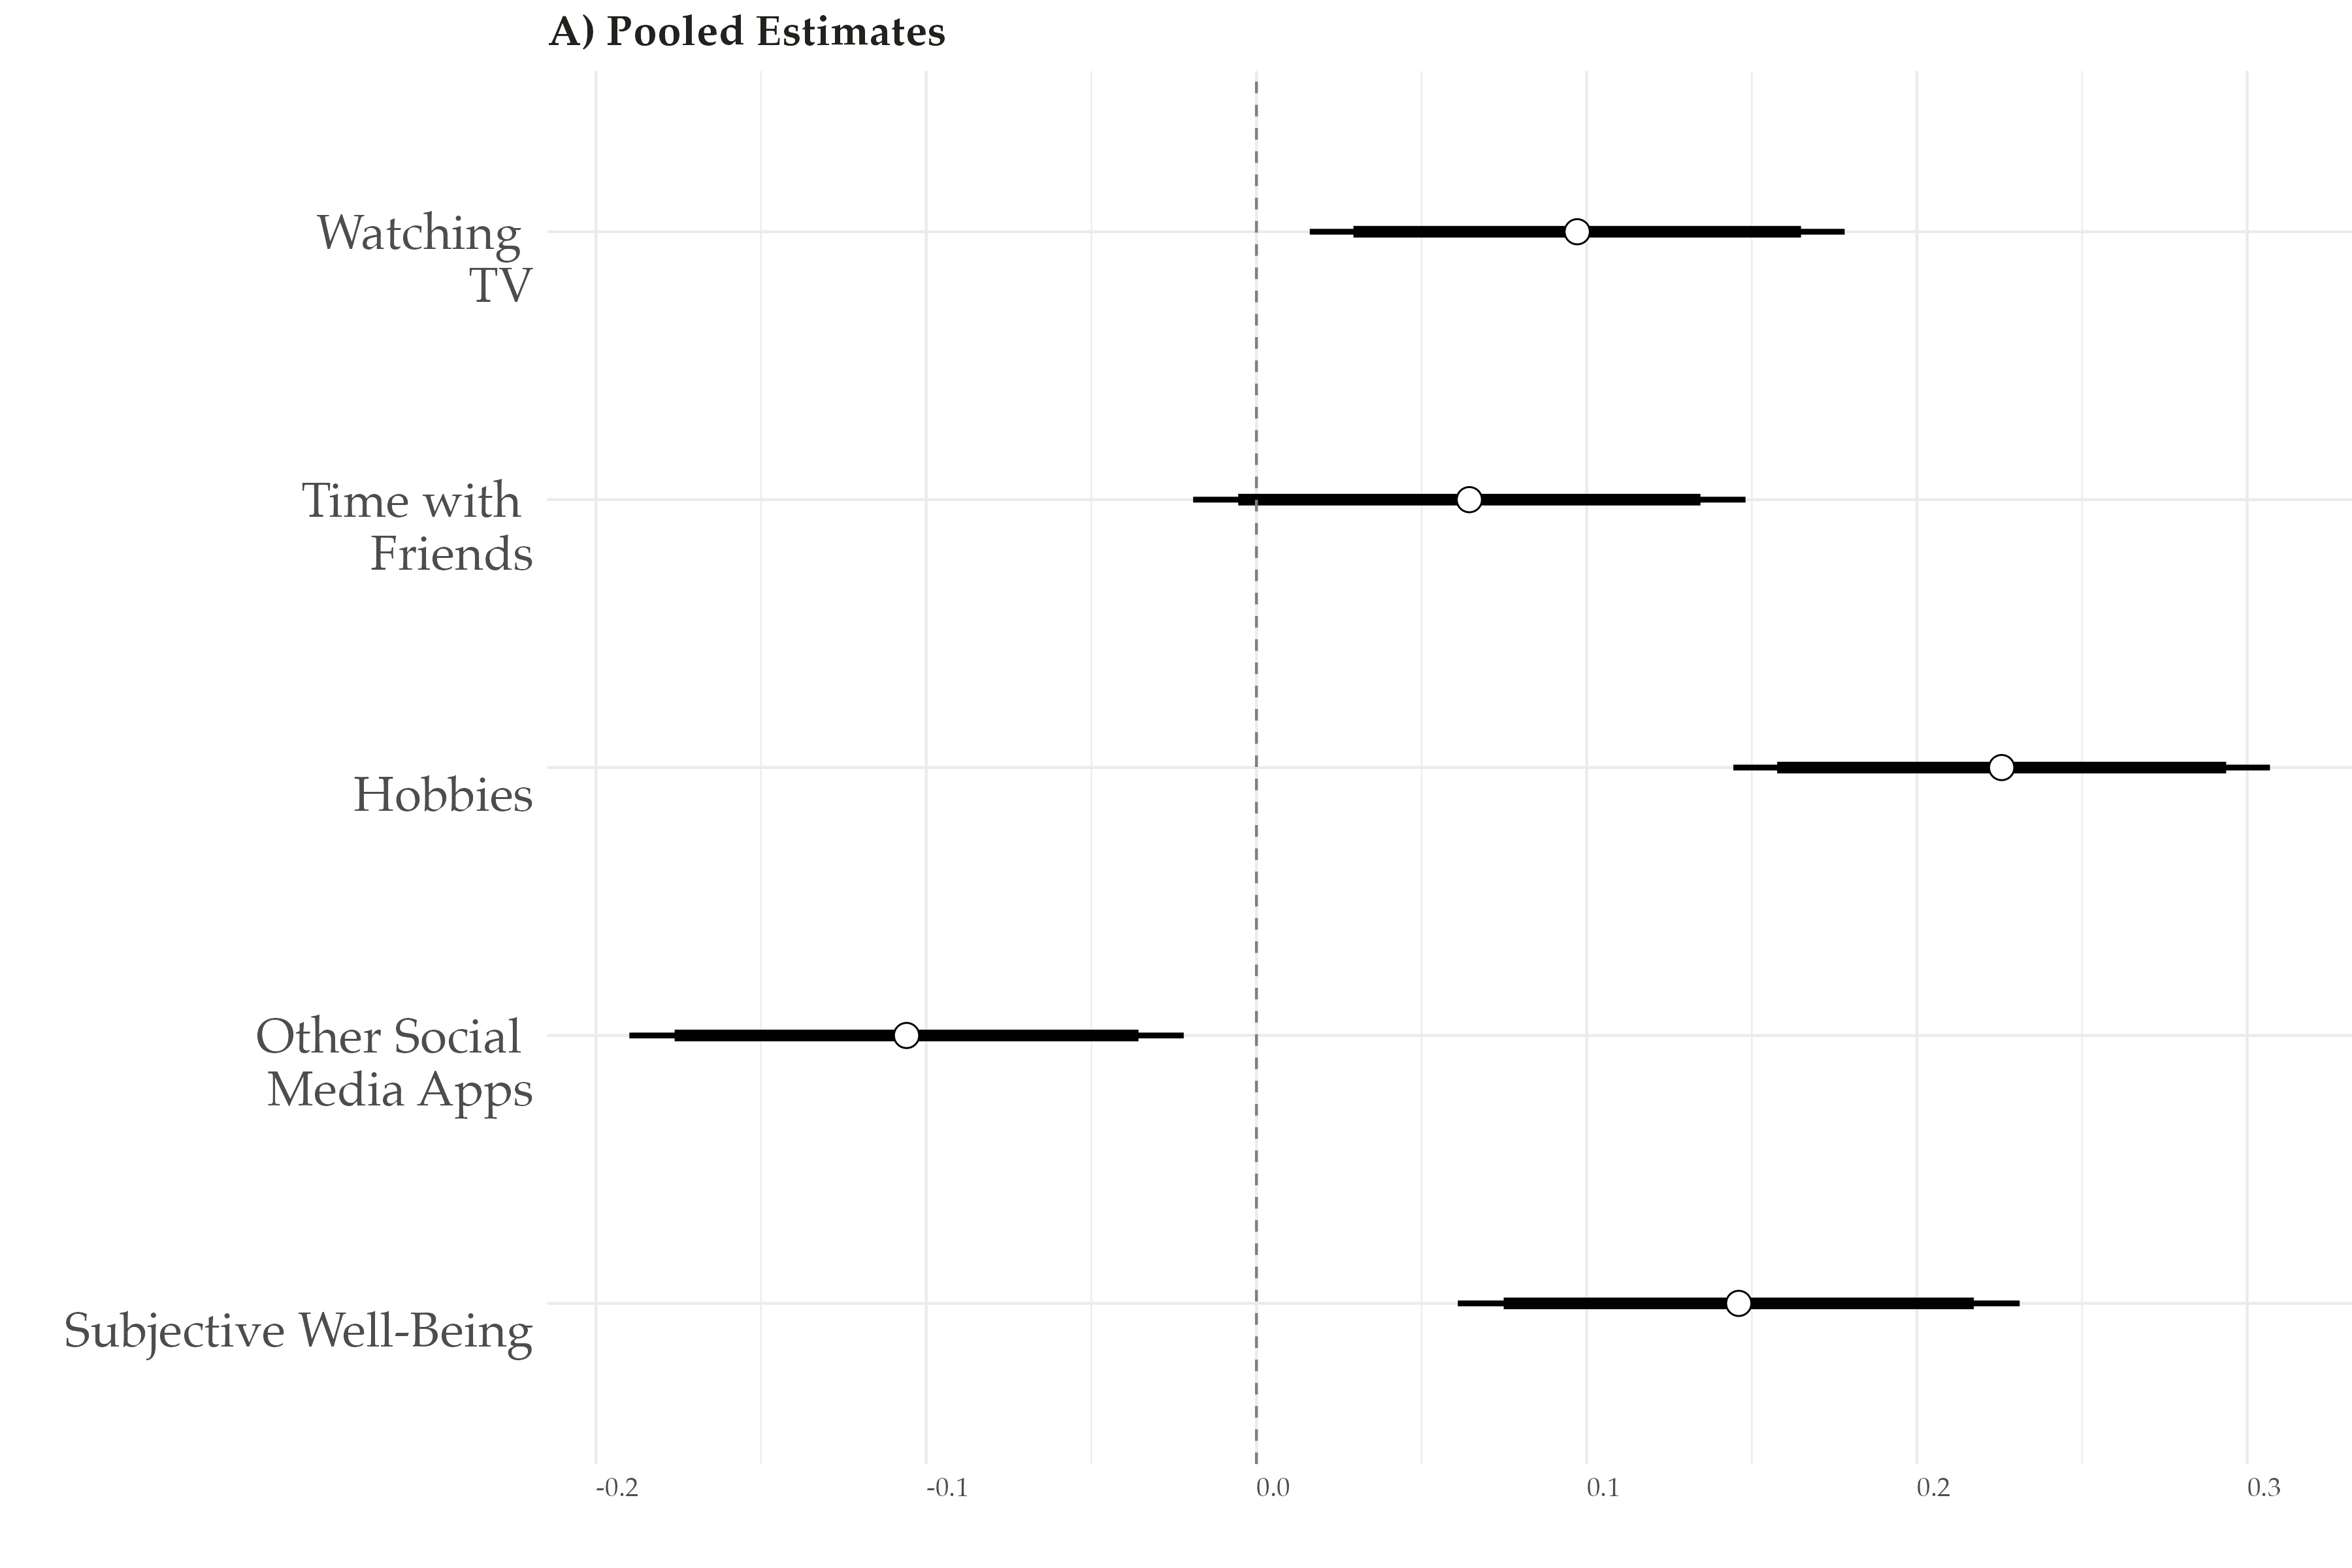 A) Pooled Estimates
Watching
TV
Time with
Friends
Hobbies
Other Social
Media Apps
Subjective Well-Being
-0.2
-0.1
0.0
0.1
0.2
0.3